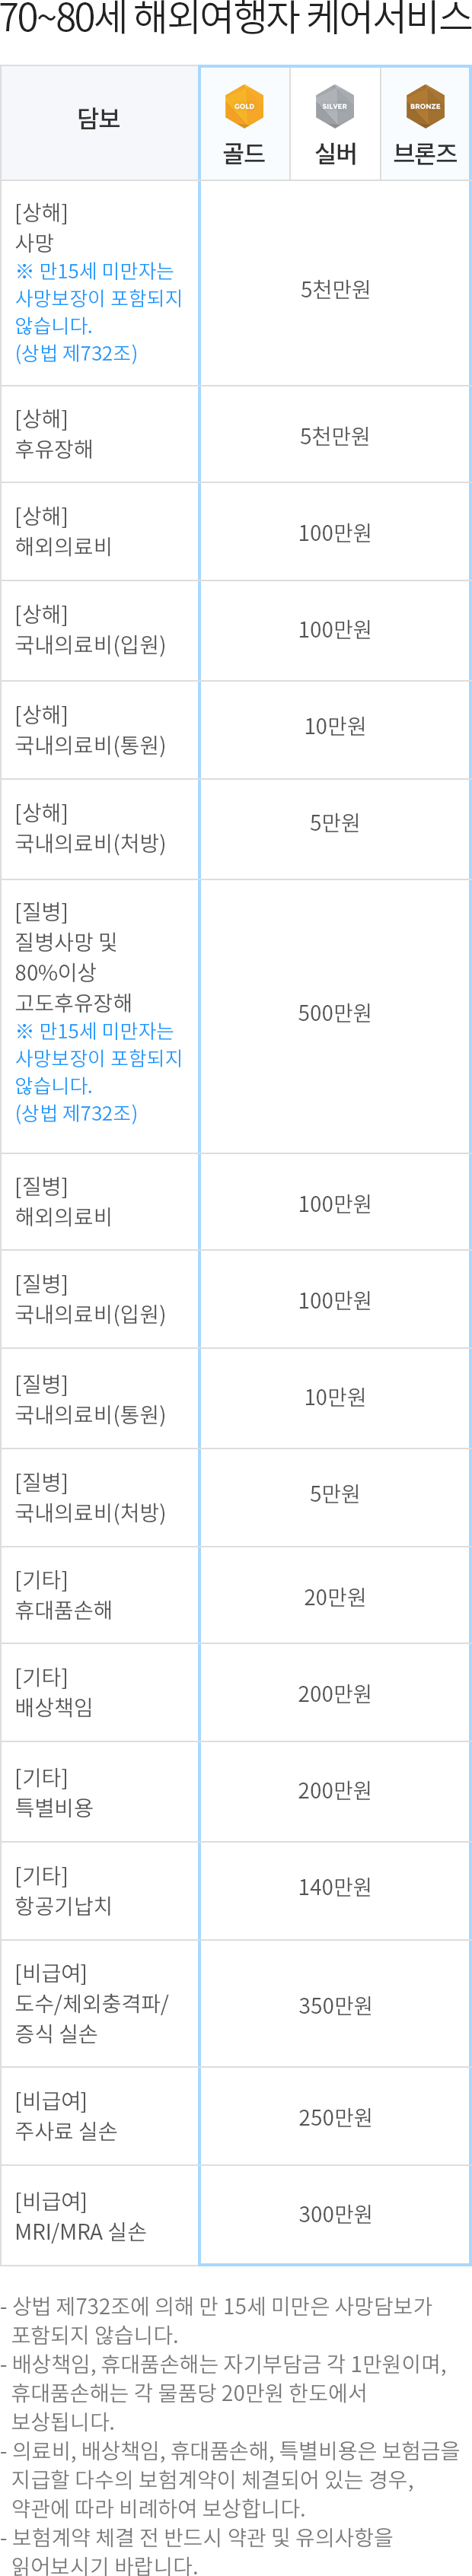 70~80세 해외여행자 케어서비스
담보
GOLD
SILVER
BRONZE
골드
실버
브론즈
[상해]
사망
※ 만15세 미만자는
사망보장이 포함되지
않습니다.
(상법 제732조)
5천만원
[상해]
후유장해
5천만원
[상해]
해외의료비
100만원
[상해]
국내의료비(입원)
100만원
[상해]
국내의료비(통원)
10만원
[상해]
국내의료비(처방)
5만원
[질병]
질병사망 및
80%이상
고도후유장해
※ 만15세 미만자는
사망보장이 포함되지
않습니다.
(상법 제732조)
500만원
[질병]
해외의료비
100만원
[질병]
국내의료비(입원)
100만원
[질병]
국내의료비(통원)
10만원
[질병]
국내의료비(처방)
5만원
[기타]
휴대품손해
20만원
[기타]
배상책임
200만원
[기타]
특별비용
200만원
[기타]
항공기납치
140만원
[비급여]
도수/체외충격파/
증식 실손
350만원
[비급여]
주사료 실손
250만원
[비급여]
MRI/MRA 실손
300만원
- 상법 제732조에 의해 만 15세 미만은 사망담보가
포함되지 않습니다.
- 배상책임, 휴대품손해는 자기부담금 각 1만원이며,
휴대품손해는 각 물품당 20만원 한도에서
보상됩니다.
- 의료비, 배상책임, 휴대품손해, 특별비용은 보험금을
지급할 다수의 보험계약이 체결되어 있는 경우,
약관에 따라 비례하여 보상합니다.
- 보험계약 체결 전 반드시 약관 및 유의사항을
읽어보시기 바랍니다.